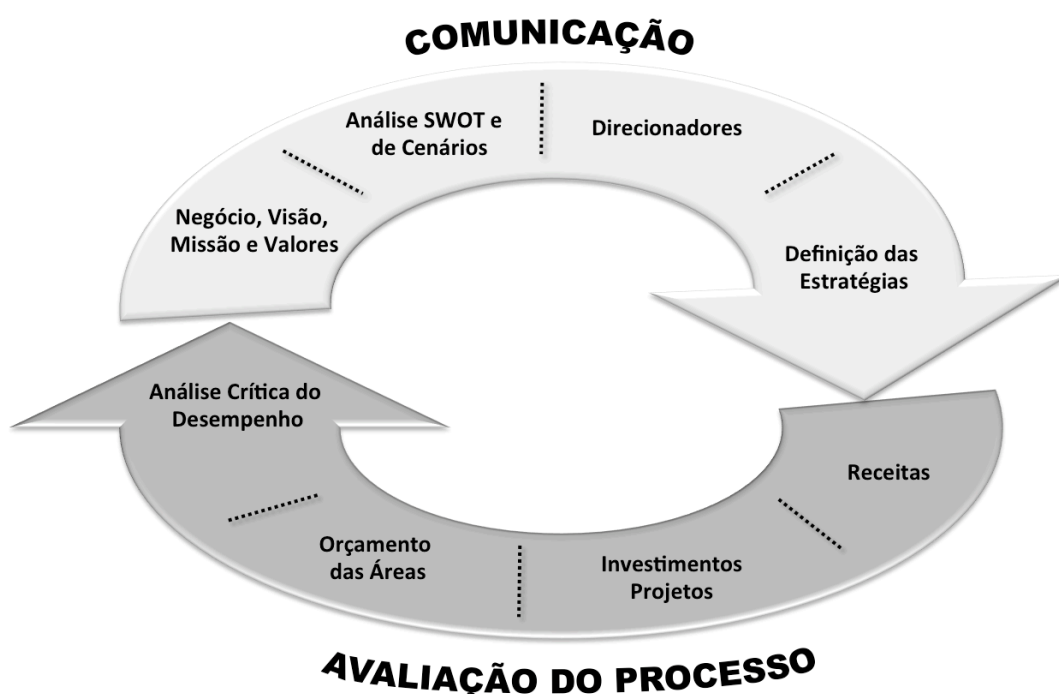 COMUNICAÇÃO
Análise SWOT e
de Cenários
Direcionadores
Negócio, Visão,
Missão e Valores
Definição das
Estratégias
Análise Crítica do
Desempenho
Receitas
Orçamento
das Áreas
Investimentos
Projetos
AVALIAÇÃO DO PROCESSO